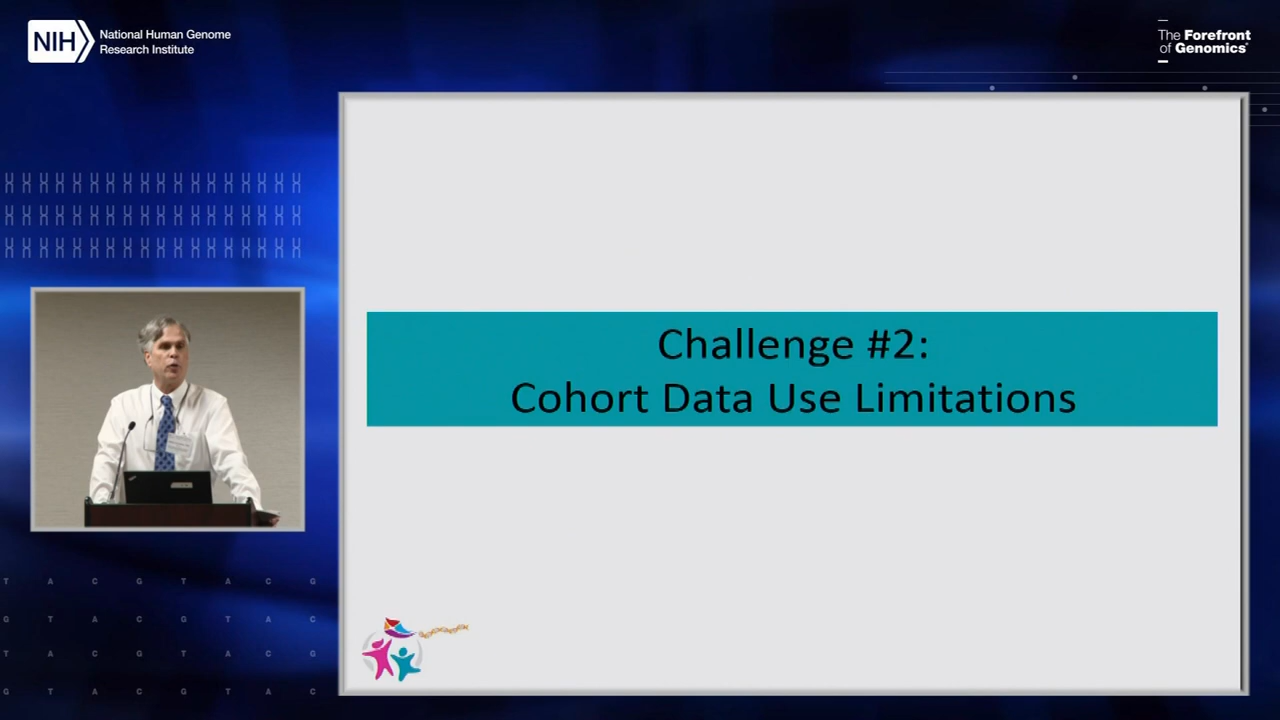 NIH
National Human Genome
Research Institute
The Forefront
of Genomics®
Challenge #2:
Cohort Data Use Limitations
T A C G T A C G
G T A C G T A C
T A C G T A C G
G T A C G T A C